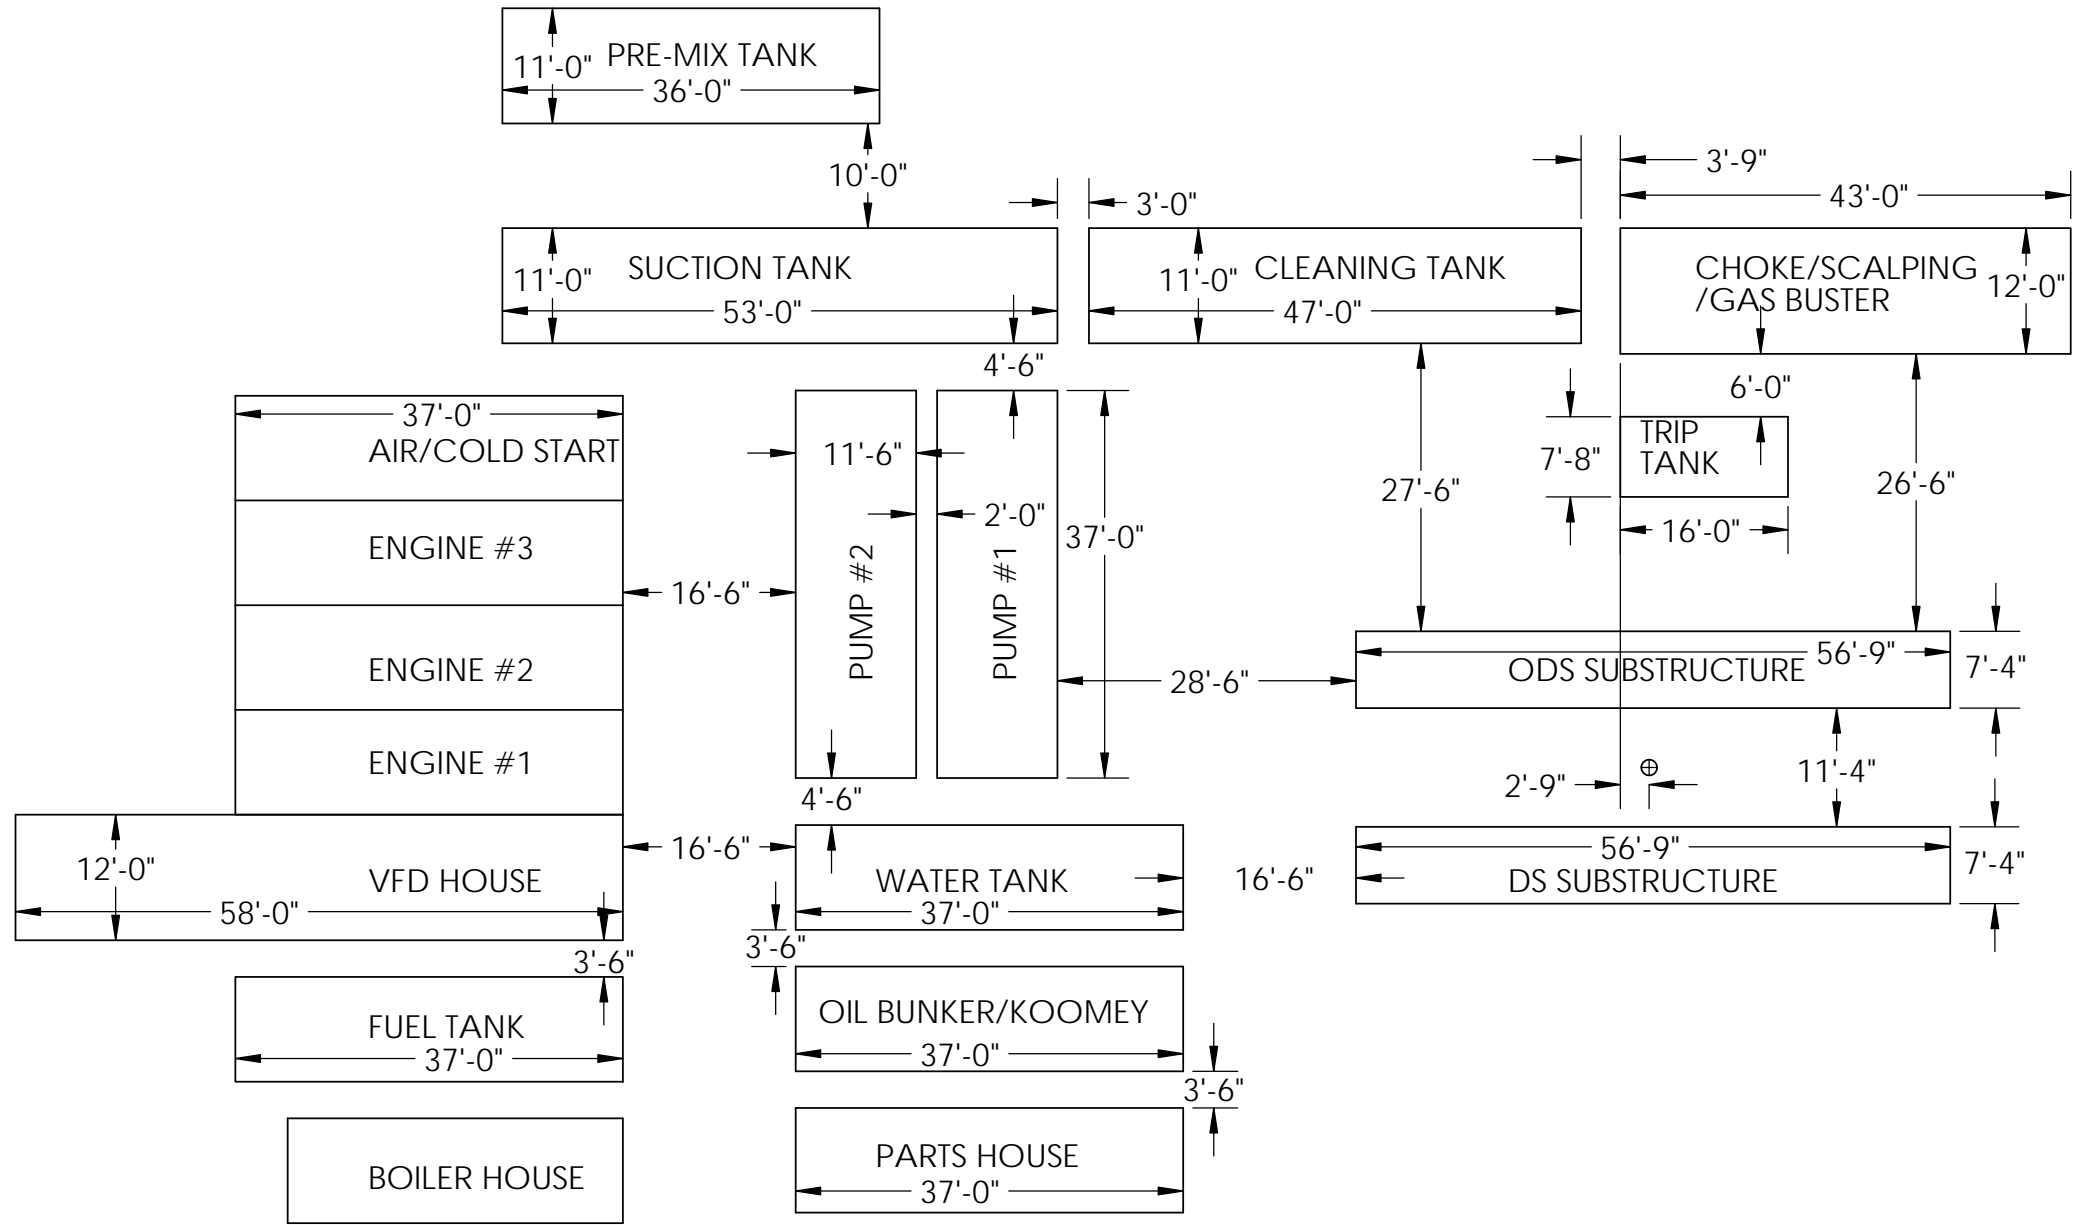 PRE-MIX TANK
11'-0"
36'-0"
10'-0"
3'-9"
43'-0"
3'-0"
SUCTION TANK
11'-0"
53'-0"
CLEANING TANK
11'-0"
47'-0"
CHOKE/SCALPING
/GAS BUSTER
12'-0"
4'-6"
6'-0"
37'-0"
AIR/COLD START
11'-6"
TRIP
TANK
7'-8"
27'-6"
26'-6"
2'-0"
16'-0"
37'-0"
ENGINE #3
16'-6"
PUMP #2
PUMP #1
ENGINE #2
28'-6"
56'-9"
ODS SUBSTRUCTURE
7'-4"
ENGINE #1
4'-6"
2'-9"
11'-4"
12'-0"
VFD HOUSE
58'-0"
16'-6"
WATER TANK
37'-0"
16'-6"
56'-9"
DS SUBSTRUCTURE
7'-4"
3'-6"
3'-6"
FUEL TANK
37'-0"
OIL BUNKER/KOOMEY
37'-0"
3'-6"
BOILER HOUSE
PARTS HOUSE
37'-0"